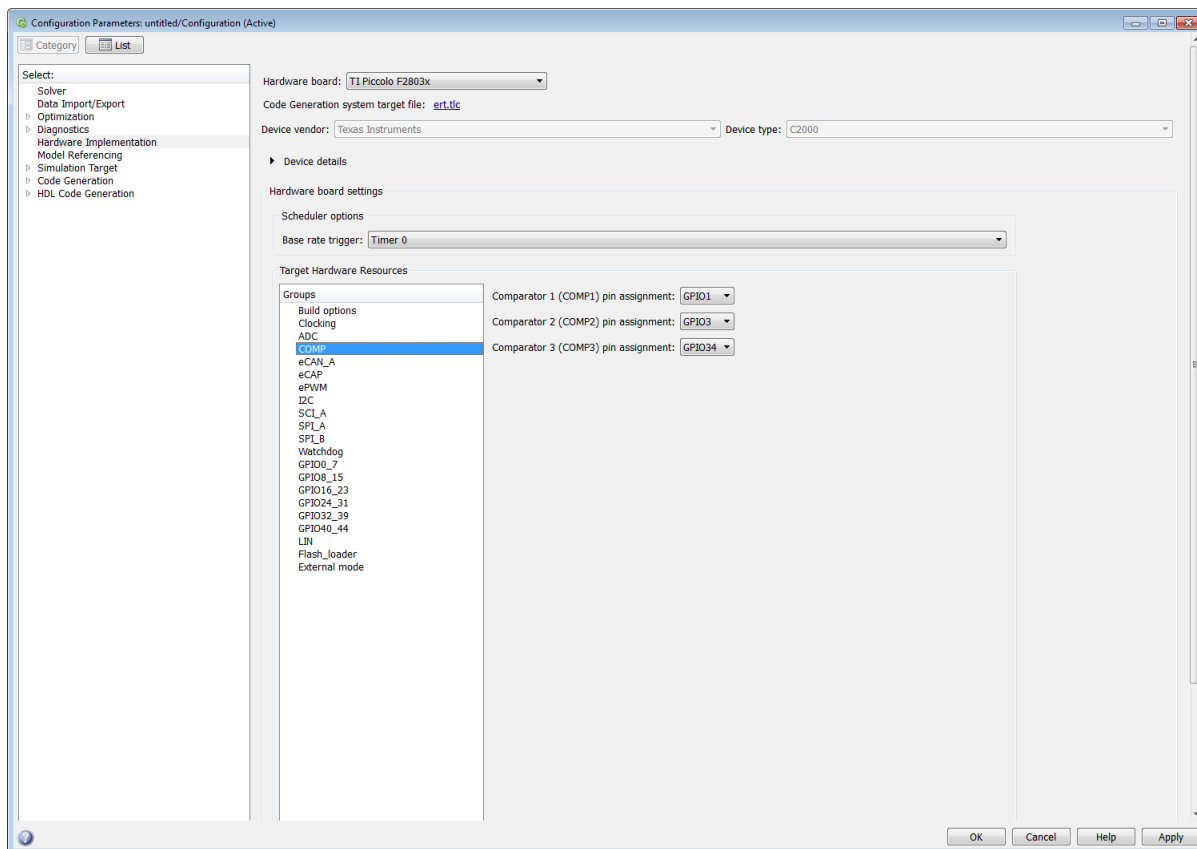 Configuration Parameters: untitled/Configuration (Active)
Category
List
Select:
Solver
Data Import/Export
Optimization
Diagnostics
Hardware Implementation
Model Referencing
Simulation Target
Code Generation
HDL Code Generation
Hardware board: TI Piccolo F2803x
Code Generation system target file: ert.tlc
Device vendor: Texas Instruments Device type: C2000
Device details
Hardware board settings
Scheduler options
Base rate trigger: Timer 0
Target Hardware Resources
Groups
Build options
Clocking
ADC
COMP
eCAN_A
eCAP
ePWM
I2C
SCI_A
SPI_A
SPI_B
Watchdog
GPIO0_7
GPIO8_15
GPIO16_23
GPIO24_31
GPIO32_39
GPIO40_44
LIN
Flash_loader
External mode
Comparator 1 (COMP1) pin assignment: GPIO1
Comparator 2 (COMP2) pin assignment: GPIO3
Comparator 3 (COMP3) pin assignment: GPIO34
OK Cancel Help Apply